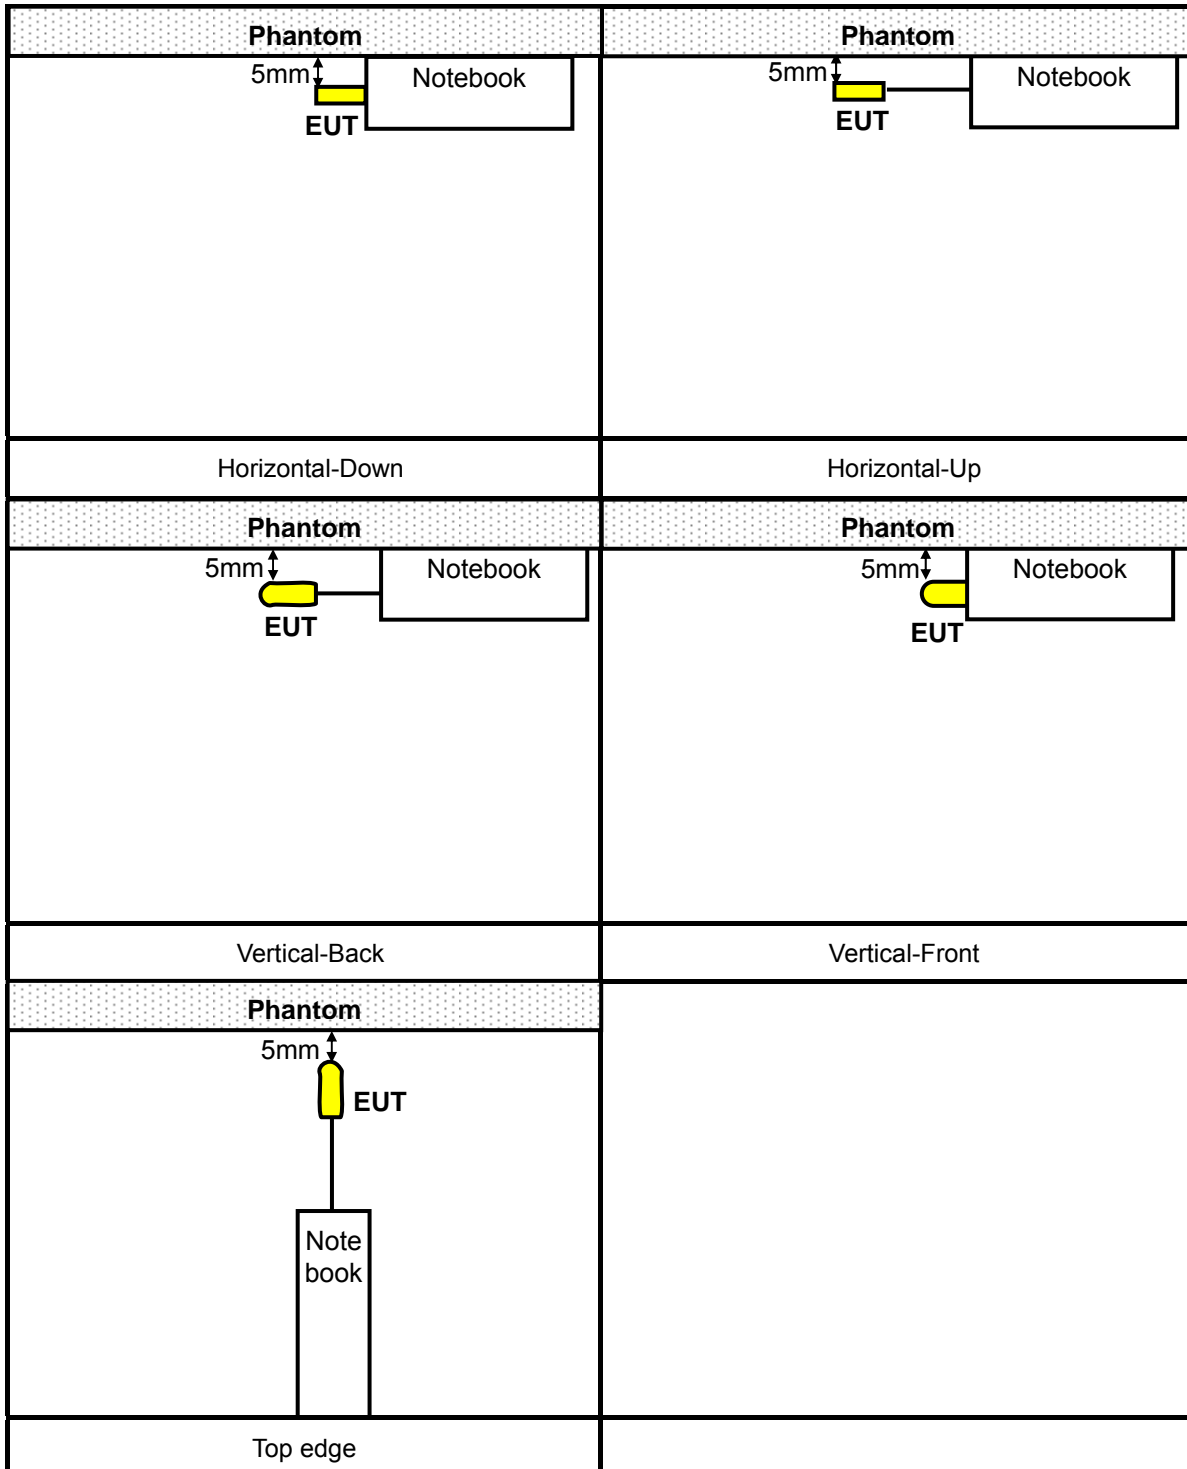 Phantom
5mm
Notebook
EUT
Phantom
5mm
Notebook
EUT
Horizontal-Down
Horizontal-Up
Phantom
5mm
Notebook
EUT
Phantom
5mm
Notebook
EUT
Vertical-Back
Vertical-Front
Phantom
5mm
EUT
Note
book
Top edge